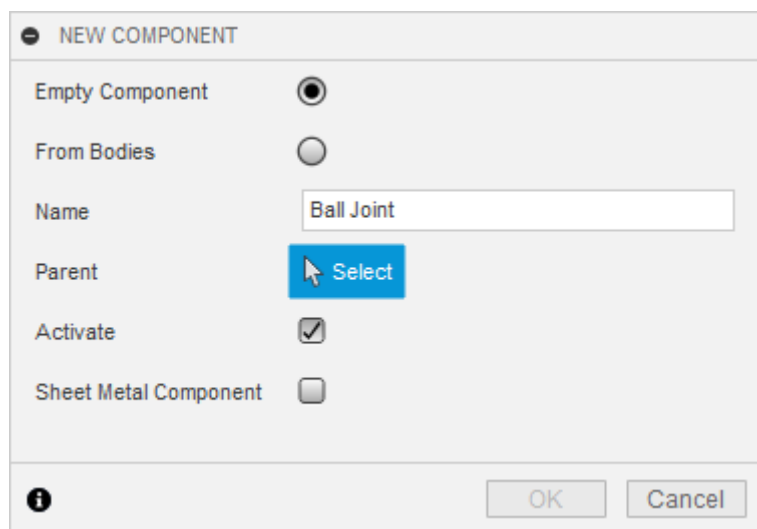 NEW COMPONENT
Empty Component
From Bodies
Name Ball Joint
Parent Select
Activate
Sheet Metal Component
OK Cancel